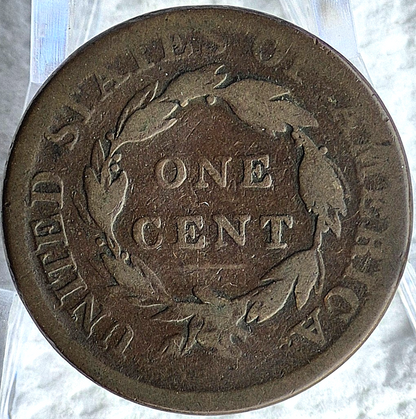 UNITED STATES OF AMERICA
ONE
CENT